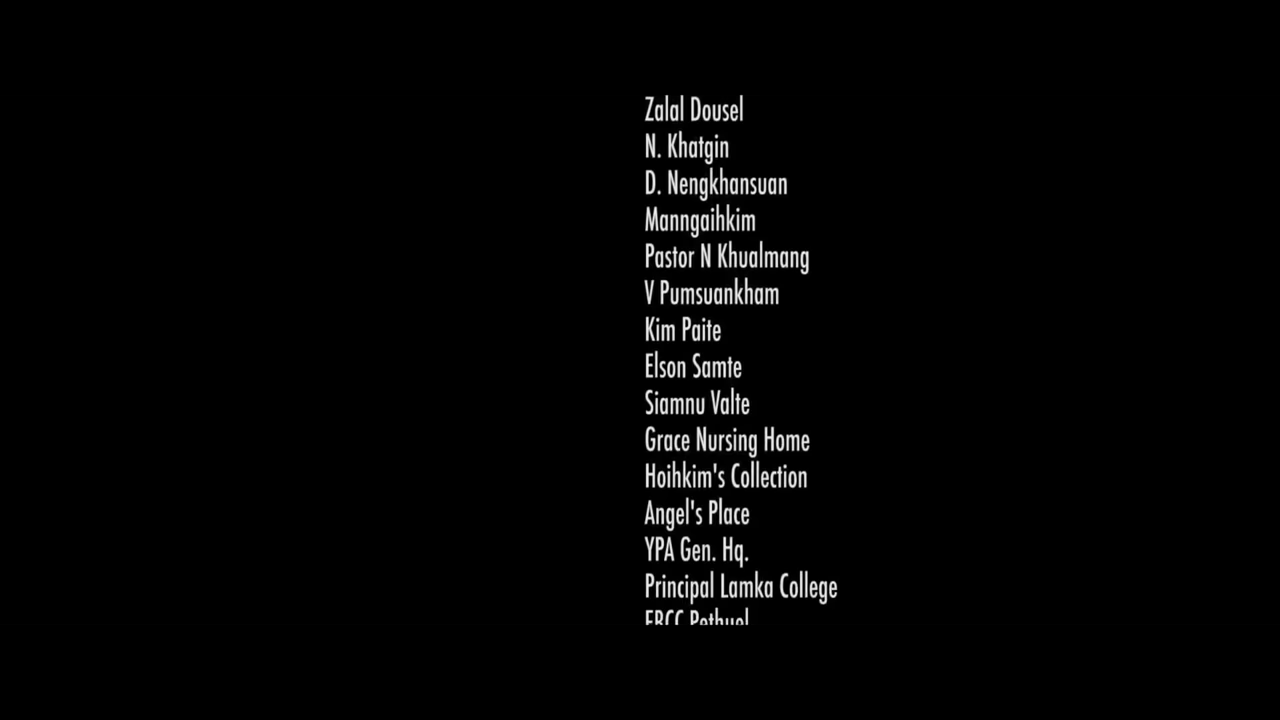 Zalal Dousel
N. Khatgin
D. Nengkhansuan
Manngaihkim
Pastor N Khualmang
V Pumsuankham
Kim Paite
Elson Samte
Siamnu Valte
Grace Nursing Home
Hoihkim's Collection
Angel's Place
YPA Gen. Hq.
Principal Lamka College